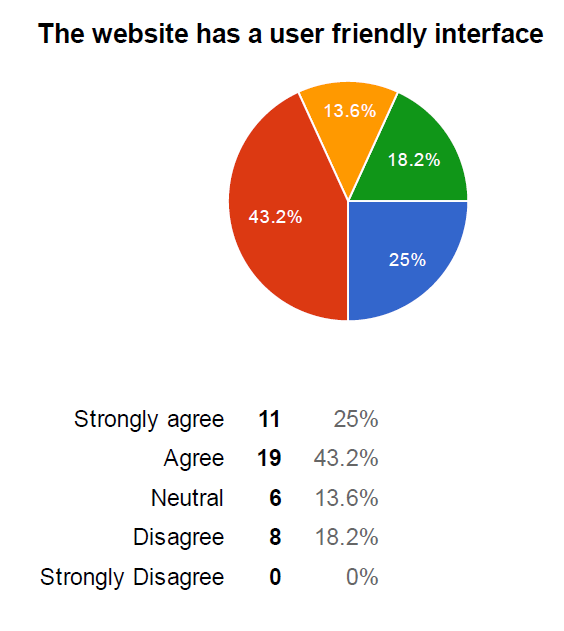 The website has a user friendly interface
13.6%
18.2%
43.2%
25%
Strongly agree 11 25%
Agree 19 43.2%
Neutral 6 13.6%
Disagree 8 18.2%
Strongly Disagree 0 0%